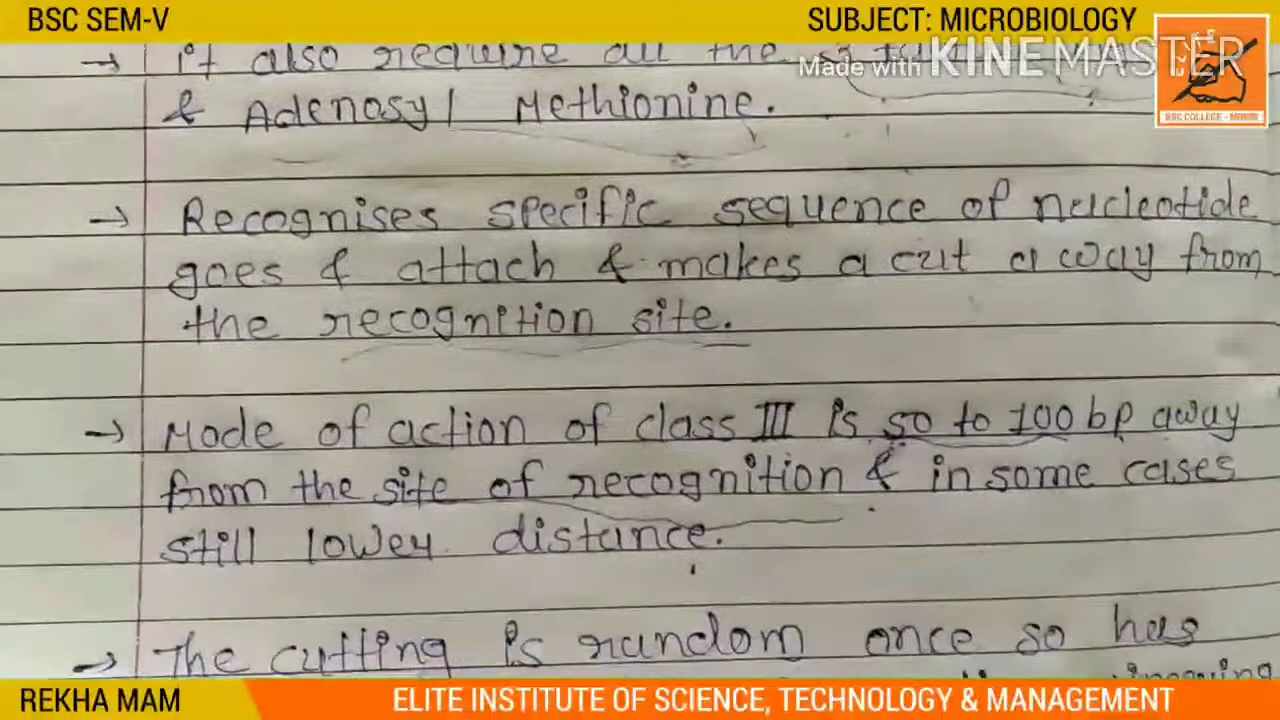 BSC SEM-V
SUBJECT: MICROBIOLOGY
→ it also require all the
Made with KINEMASTER
& Adenosyl Methionine.
BSC COLLEGE -
→ Recognises specific sequence of nucleotide
goes & attach & makes a cut away from
the recognition site.
→ Mode of action of class III is 50 to 100 bp away
from the site of recognition & in some cases
still lower distance.
→ The cutting is random once so has
REKHA MAM
ELITE INSTITUTE OF SCIENCE, TECHNOLOGY & MANAGEMENT